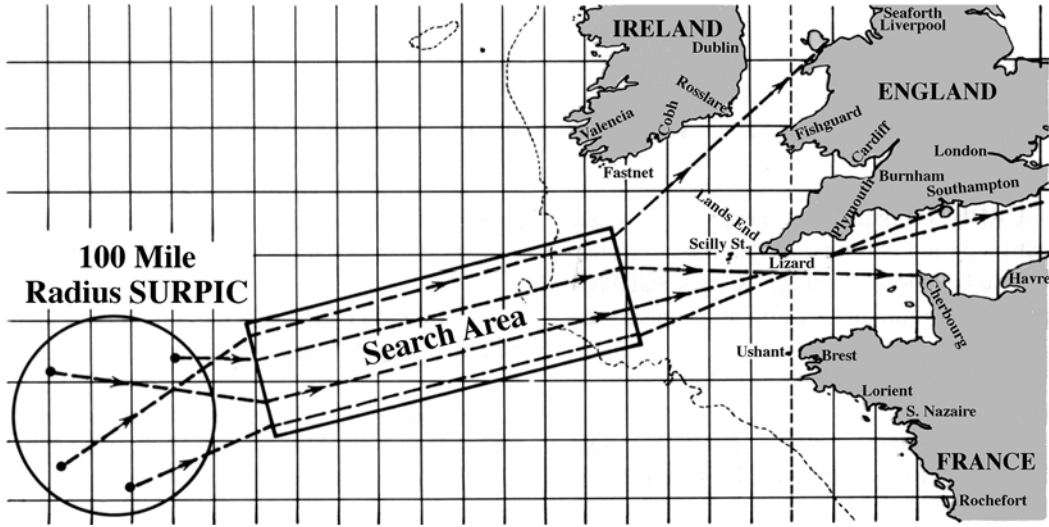 IRELAND
Dublin
Rosslare
Cobh
Valencia
Fastnet
Seaforth
Liverpool
ENGLAND
Fishguard
Cardiff
London
Burnham
Southampton
Plymouth
Lands End
Scilly St.
Lizard
100 Mile
Radius SURPIC
Search Area
Havre
Cherbourg
Ushant
Brest
Lorient
S. Nazaire
FRANCE
Rochefort